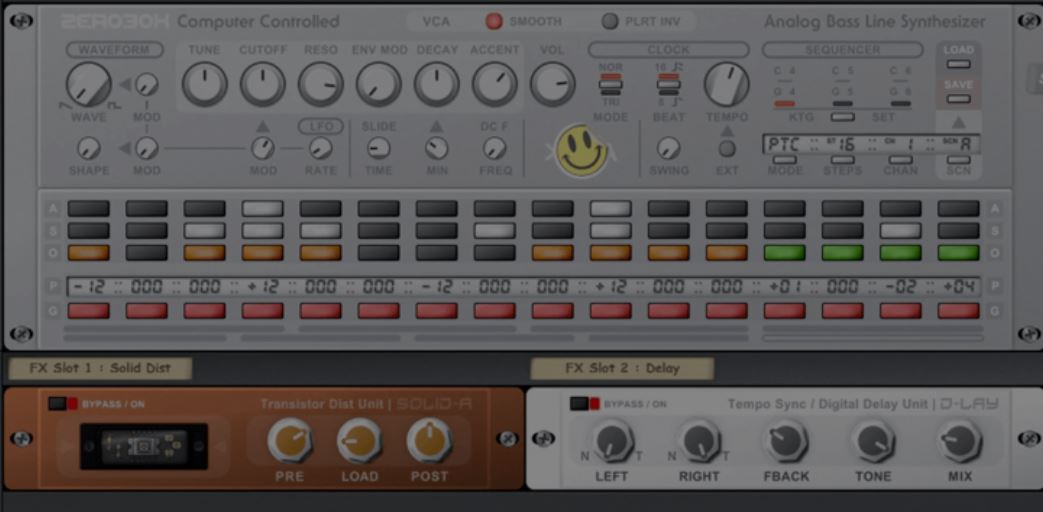 ZEROBOX Computer Controlled VCA SMOOTH PLRT INV Analog Bass Line Synthesizer
WAVEFORM TUNE CUTOFF RESO ENV MOD DECAY ACCENT VOL CLOCK SEQUENCER LOAD
NOR 16 C 4 C 5 C 6
TRI 8 G 4 G 5 G 6 SAVE
WAVE MOD MODE BEAT TEMPO KTG SET
LFO SLIDE DC F
PTC :: ST 16 :: CH 1 :: SCN A
SHAPE MOD MOD RATE TIME MIN FREQ SWING EXT MODE STEPS CHAN SCN
A A
S S
O O
P -12 :: 000 :: 000 :: +12 :: 000 :: 000 :: -12 :: 000 :: 000 :: +12 :: 000 :: 000 :: +01 :: 000 :: -02 :: +04 P
G G
FX Slot 1 : Solid Dist FX Slot 2 : Delay
BYPASS / ON Transistor Dist Unit | SOLID-A BYPASS / ON Tempo Sync / Digital Delay Unit | D-LAY
N T N T
PRE LOAD POST LEFT RIGHT FBACK TONE MIX